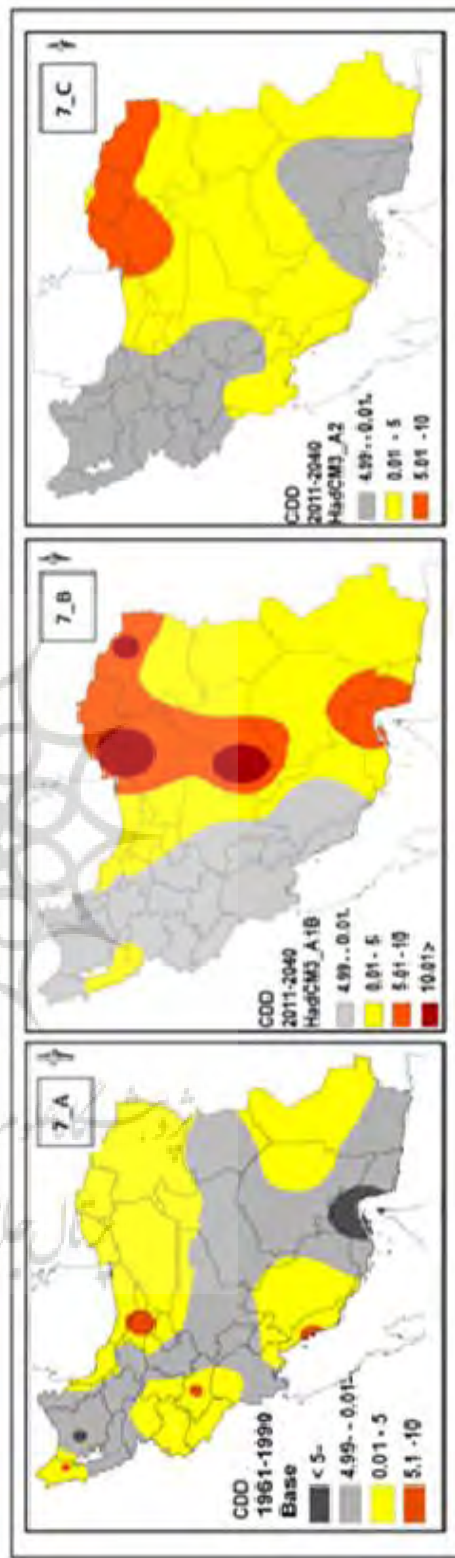 7_A
CDD
1961-1990
Base
< 5-
4.99- - 0.01-
0.01 - 5
5.1 -10
7_B
CDD
2011-2040
HadCM3_A1B
4.99 - - 0.01-
0.01 - 5
5.01 -10
10.01>
7_C
CDD
2011-2040
HadCM3_A2
4.99 - - 0.01-
0.01 - 5
5.01 -10